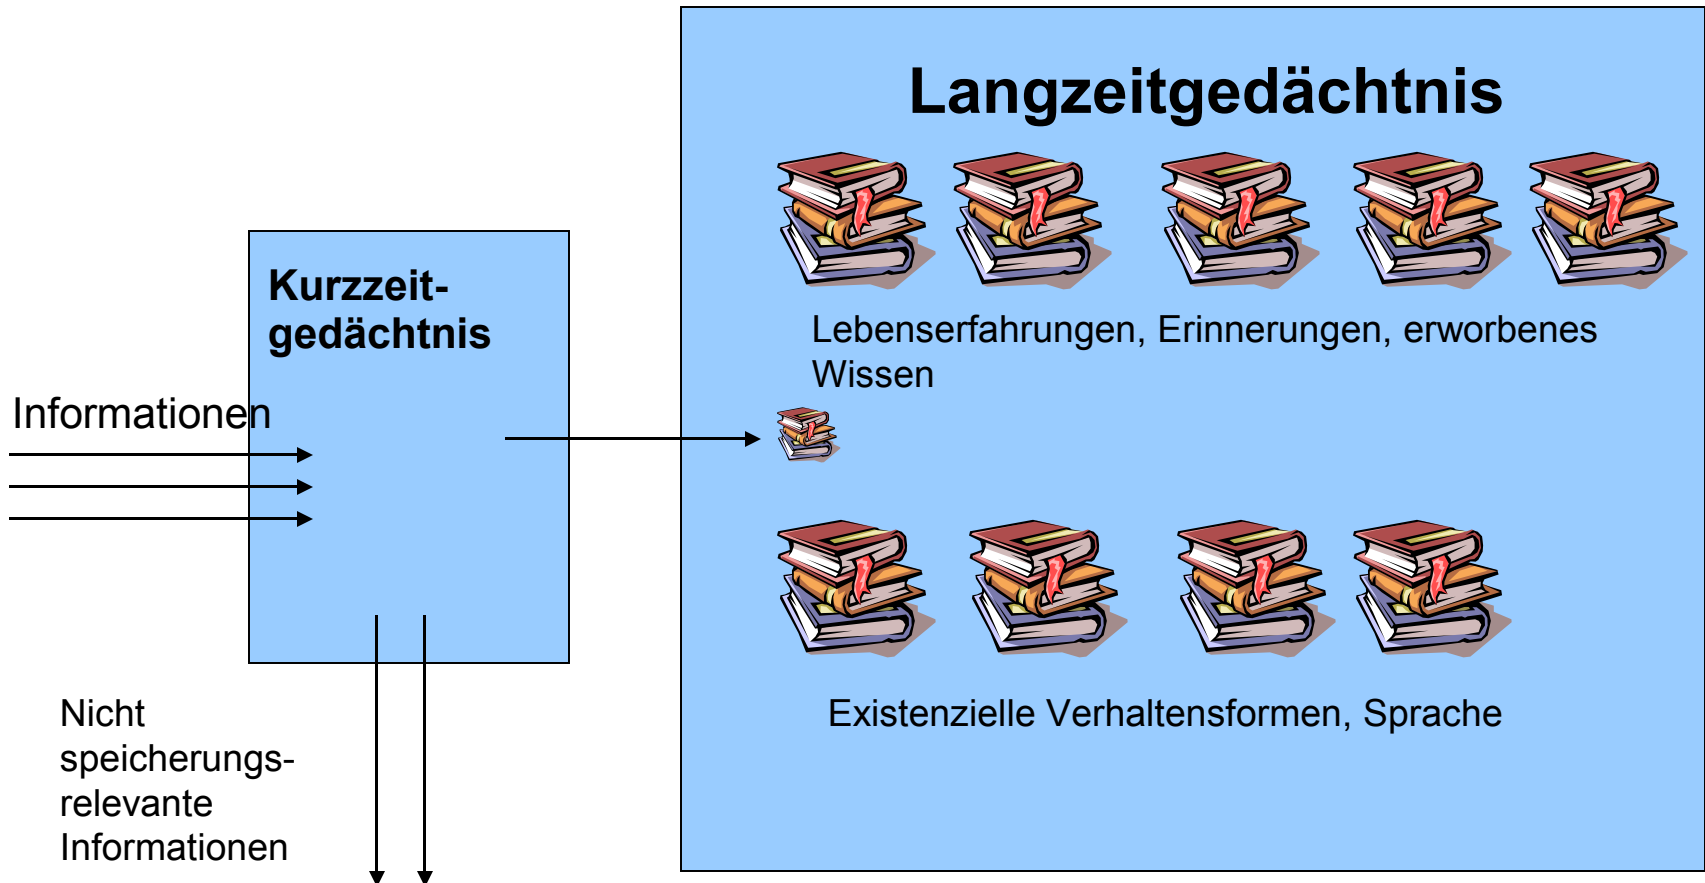 Langzeitgedächtnis
Kurzzeit-
gedächtnis
Lebenserfahrungen, Erinnerungen, erworbenes
Wissen
Informationen
Nicht
speicherungs-
relevante
Informationen
Existenzielle Verhaltensformen, Sprache